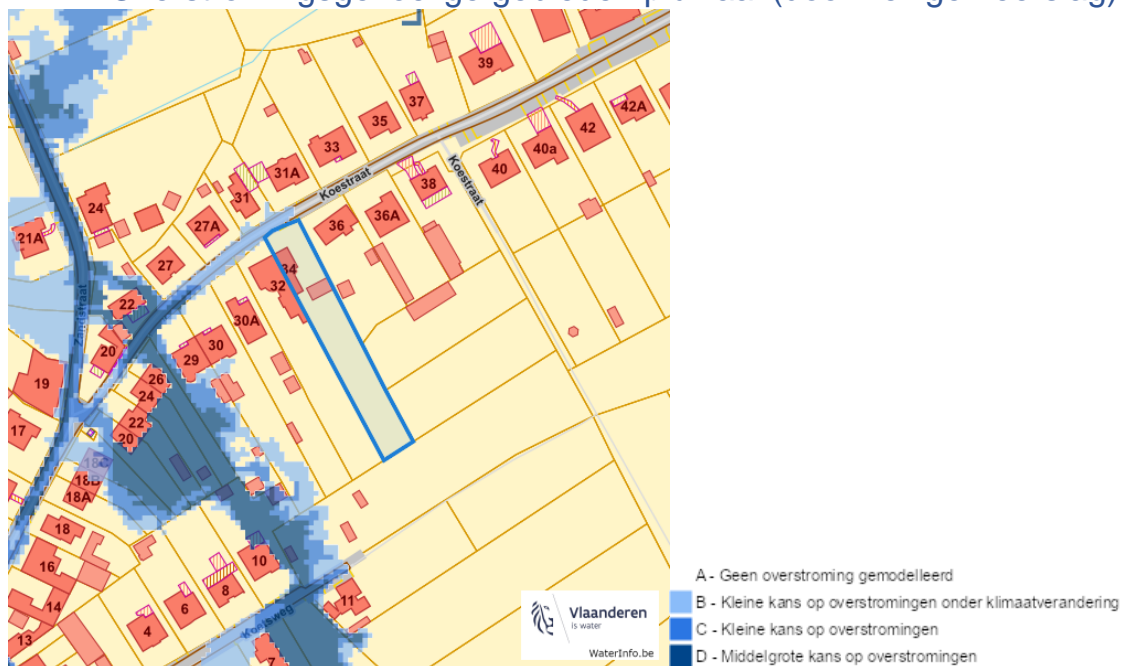 39
37
35
33
42A
42
40a
40
31A
38
Koestraat
Koestraat
31
24
36A
36
27A
21A
27
34
32
22
30A
Zandstraat
20
30
29
19
26
24
22
20
17
18C
18B
18A
18
16
10
14
8
6
11
13
4
7
Vlaanderen
is water
WaterInfo.be
A - Geen overstroming gemodelleerd
B - Kleine kans op overstromingen onder klimaatverandering
C - Kleine kans op overstromingen
D - Middelgrote kans op overstromingen